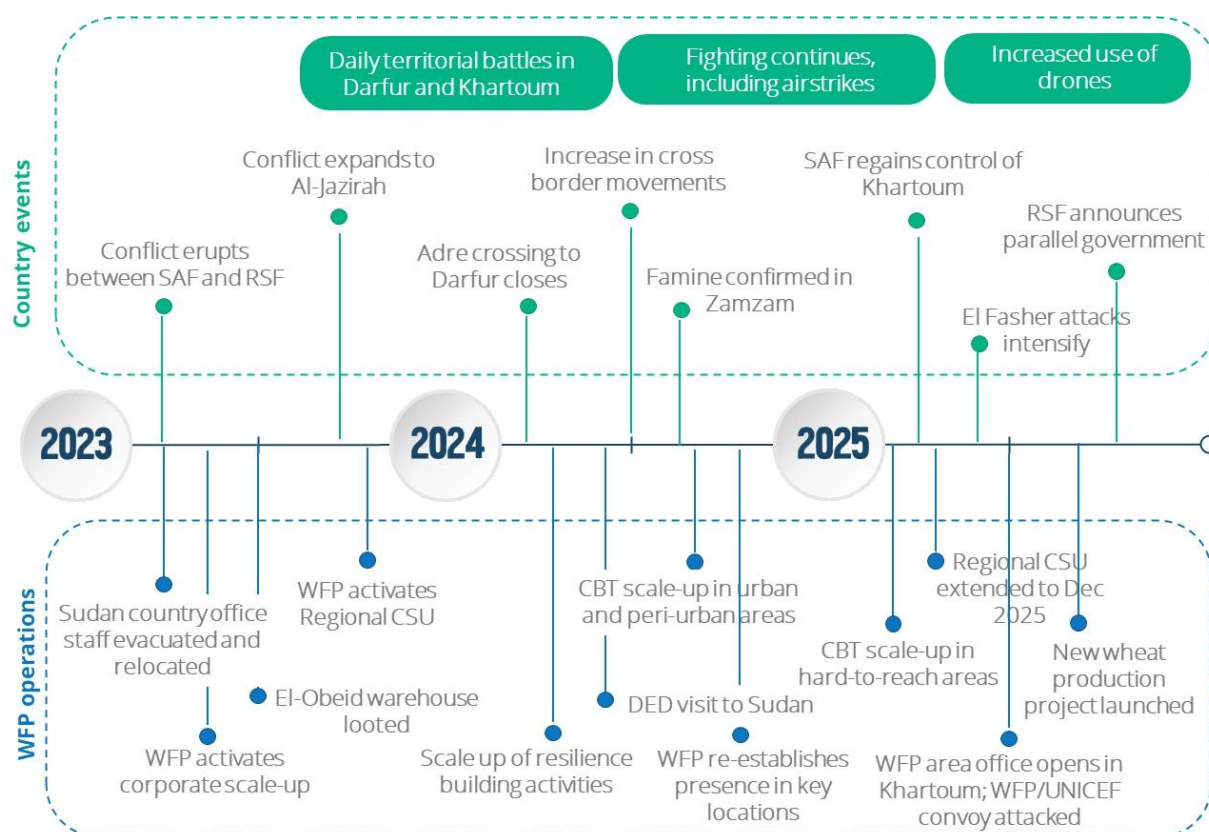 Daily territorial battles in
Darfur and Khartoum
Fighting continues,
including airstrikes
Increased use of
drones
Country events
Conflict erupts
between SAF and RSF
Conflict expands to
Al-Jazirah
Adre crossing to
Darfur closes
Increase in cross
border movements
Famine confirmed in
Zamzam
SAF regains control of
Khartoum
El Fasher attacks
intensify
RSF announces
parallel government
2023
2024
2025
WFP operations
Sudan country office
staff evacuated and
relocated
WFP activates
corporate scale-up
El-Obeid warehouse
looted
WFP activates
Regional CSU
Scale up of resilience
building activities
DED visit to Sudan
CBT scale-up in urban
and peri-urban areas
WFP re-establishes
presence in key
locations
CBT scale-up in
hard-to-reach areas
Regional CSU
extended to Dec
2025
WFP area office opens in
Khartoum; WFP/UNICEF
convoy attacked
New wheat
production
project launched